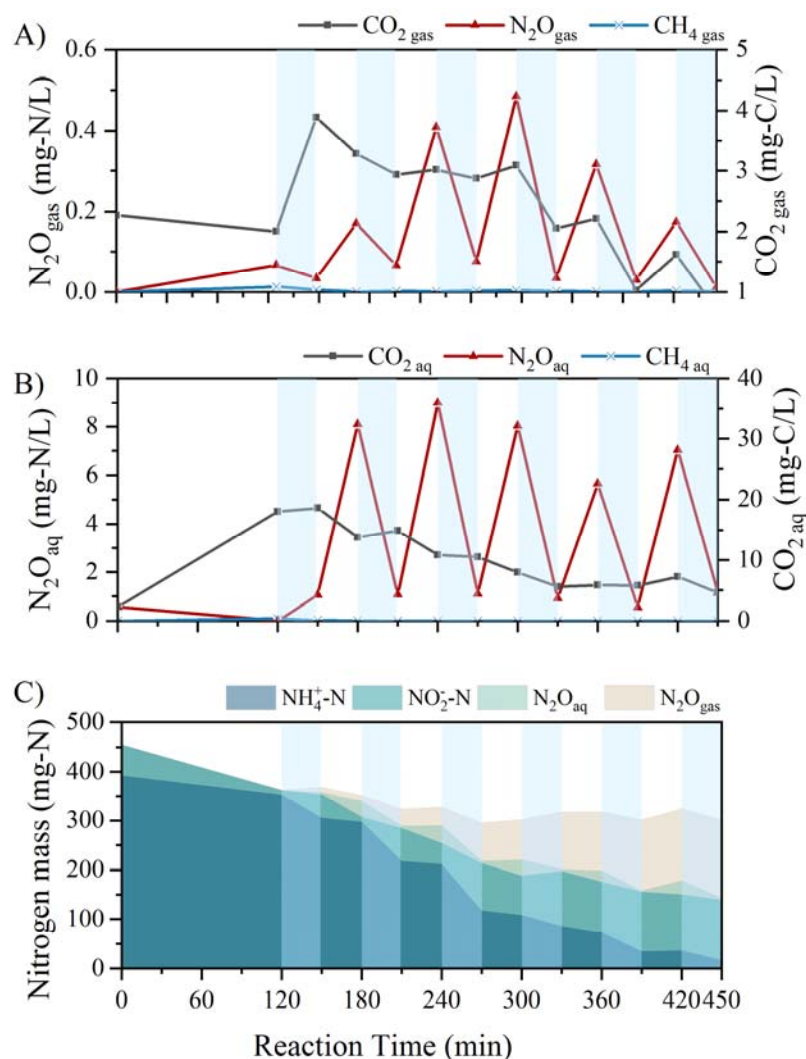 A)
CO2 gas N2O gas CH4 gas
N2Ogas (mg-N/L)
CO2 gas (mg-C/L)
0.6
0.4
0.2
0.0
5
4
3
2
1
B)
CO2 aq N2Oaq CH4 aq
N2Oaq (mg-N/L)
CO2 aq (mg-C/L)
10
8
6
4
2
0
40
30
20
10
0
C)
NH4+-N NO2−-N N2Oaq N2Ogas
Nitrogen mass (mg-N)
500
400
300
200
100
0
0 60 120 180 240 300 360 420 450
Reaction Time (min)